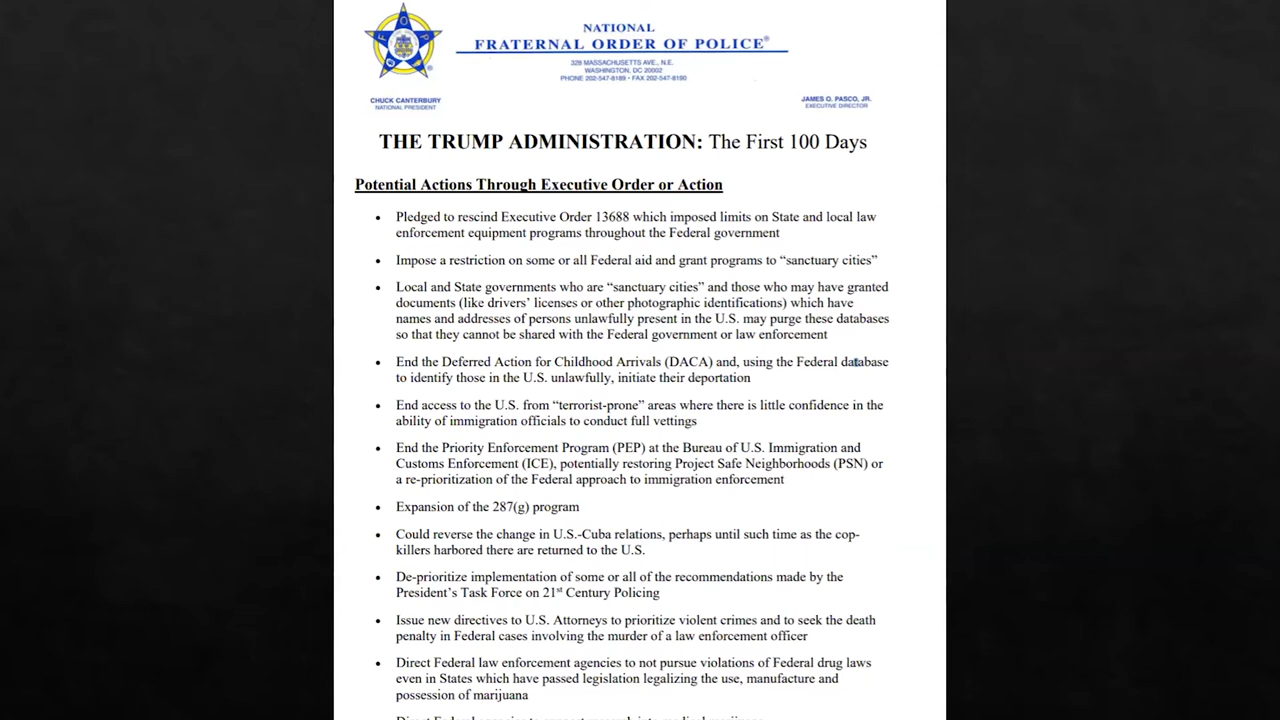 NATIONAL
FRATERNAL ORDER OF POLICE®
328 MASSACHUSETTS AVE., N.E.
WASHINGTON, DC 20002
PHONE 202-547-8189 • FAX 202-547-8190
CHUCK CANTERBURY
NATIONAL PRESIDENT
JAMES O. PASCO, JR.
EXECUTIVE DIRECTOR
THE TRUMP ADMINISTRATION: The First 100 Days
Potential Actions Through Executive Order or Action
• Pledged to rescind Executive Order 13688 which imposed limits on State and local law
enforcement equipment programs throughout the Federal government
• Impose a restriction on some or all Federal aid and grant programs to “sanctuary cities”
• Local and State governments who are “sanctuary cities” and those who may have granted
documents (like drivers’ licenses or other photographic identifications) which have
names and addresses of persons unlawfully present in the U.S. may purge these databases
so that they cannot be shared with the Federal government or law enforcement
• End the Deferred Action for Childhood Arrivals (DACA) and, using the Federal database
to identify those in the U.S. unlawfully, initiate their deportation
• End access to the U.S. from “terrorist-prone” areas where there is little confidence in the
ability of immigration officials to conduct full vettings
• End the Priority Enforcement Program (PEP) at the Bureau of U.S. Immigration and
Customs Enforcement (ICE), potentially restoring Project Safe Neighborhoods (PSN) or
a re-prioritization of the Federal approach to immigration enforcement
• Expansion of the 287(g) program
• Could reverse the change in U.S.-Cuba relations, perhaps until such time as the cop-
killers harbored there are returned to the U.S.
• De-prioritize implementation of some or all of the recommendations made by the
President’s Task Force on 21st Century Policing
• Issue new directives to U.S. Attorneys to prioritize violent crimes and to seek the death
penalty in Federal cases involving the murder of a law enforcement officer
• Direct Federal law enforcement agencies to not pursue violations of Federal drug laws
even in States which have passed legislation legalizing the use, manufacture and
possession of marijuana